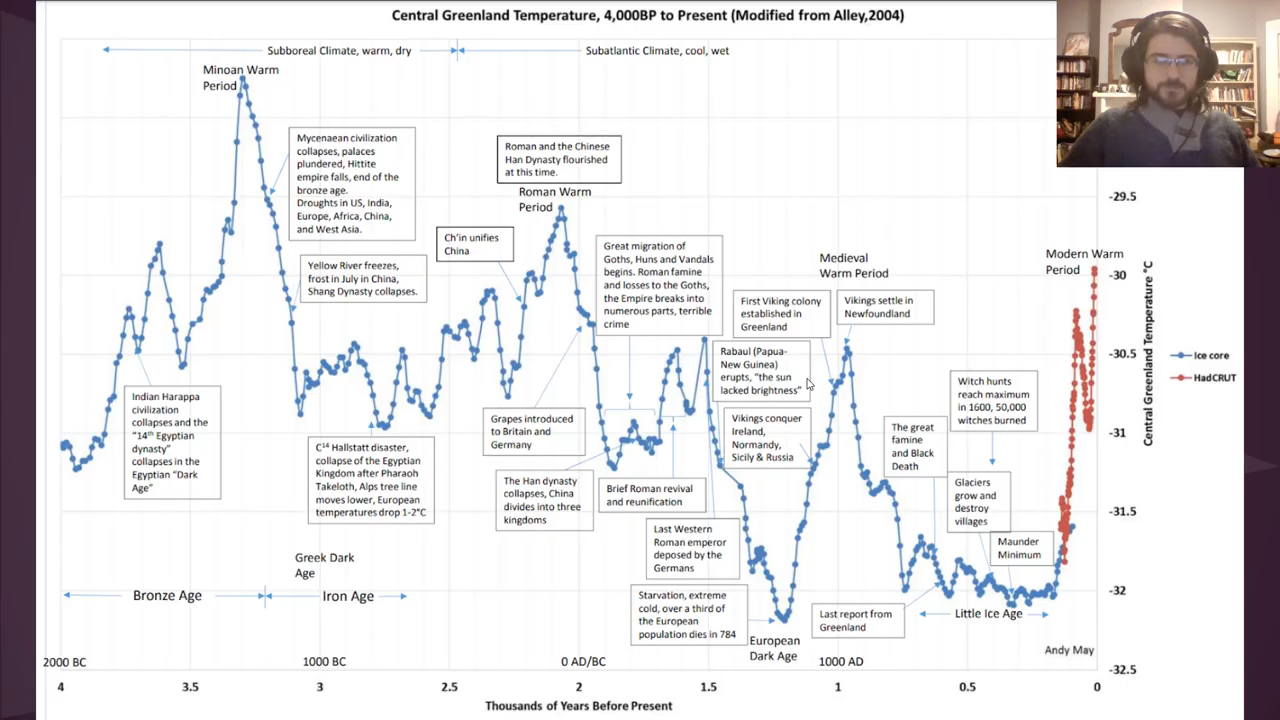 Central Greenland Temperature, 4,000BP to Present (Modified from Alley,2004)
Subboreal Climate, warm, dry
Subatlantic Climate, cool, wet
Minoan Warm
Period
Mycenaean civilization
collapses, palaces
plundered, Hittite
empire falls, end of the
bronze age.
Droughts in US, India,
Europe, Africa, China,
and West Asia.
Yellow River freezes,
frost in July in China,
Shang Dynasty collapses.
Roman and the Chinese
Han Dynasty flourished
at this time.
Roman Warm
Period
Ch'in unifies
China
Great migration of
Goths, Huns and Vandals
begins. Roman famine
and losses to the Goths,
the Empire breaks into
numerous parts, terrible
crime
Medieval
Warm Period
First Viking colony
established in
Greenland
Vikings settle in
Newfoundland
Modern Warm
Period
Rabaul (Papua-
New Guinea)
erupts, "the sun
lacked brightness"
Witch hunts
reach maximum
in 1600, 50,000
witches burned
Indian Harappa
civilization
collapses and the
"14th Egyptian
dynasty"
collapses in the
Egyptian "Dark
Age"
C14 Hallstatt disaster,
collapse of the Egyptian
Kingdom after Pharaoh
Takeloth, Alps tree line
moves lower, European
temperatures drop 1-2°C
Grapes introduced
to Britain and
Germany
Vikings conquer
Ireland,
Normandy,
Sicily & Russia
The great
famine
and Black
Death
The Han dynasty
collapses, China
divides into three
kingdoms
Brief Roman revival
and reunification
Glaciers
grow and
destroy
villages
Last Western
Roman emperor
deposed by the
Germans
Maunder
Minimum
Greek Dark
Age
Bronze Age
Iron Age
Starvation, extreme
cold, over a third of
the European
population dies in 784
European
Dark Age
Last report from
Greenland
Little Ice Age
Andy May
2000 BC
1000 BC
0 AD/BC
1000 AD
4
3.5
3
2.5
2
1.5
1
0.5
0
Thousands of Years Before Present
-29.5
-30
-30.5
-31
-31.5
-32
-32.5
Central Greenland Temperature °C
Ice core
HadCRUT